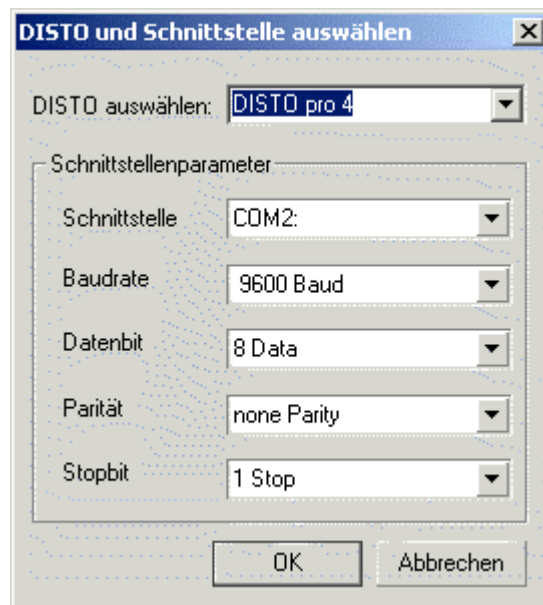 DISTO und Schnittstelle auswählen
DISTO auswählen: DISTO pro 4
Schnittstellenparameter
Schnittstelle COM2:
Baudrate 9600 Baud
Datenbit 8 Data
Parität none Parity
Stopbit 1 Stop
OK Abbrechen